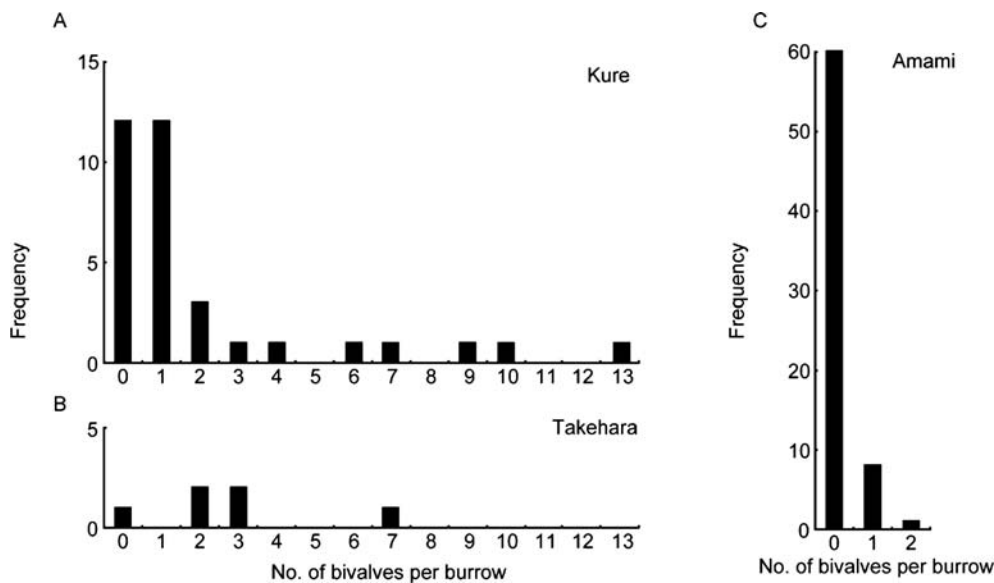 A
Kure
15
10
5
0
Frequency
0 1 2 3 4 5 6 7 8 9 10 11 12 13
B
Takehara
5
0
0 1 2 3 4 5 6 7 8 9 10 11 12 13
No. of bivalves per burrow
C
Amami
60
50
40
30
20
10
0
Frequency
0 1 2
No. of bivalves per burrow